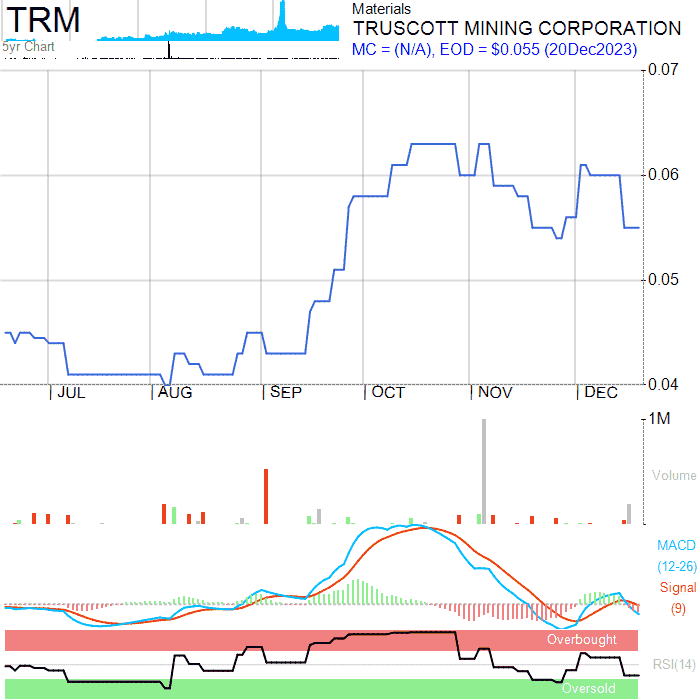 TRM
5yr Chart
Materials
TRUSCOTT MINING CORPORATION
MC = (N/A), EOD = $0.055 (20Dec2023)
0.07
0.06
0.05
0.04
JUL AUG SEP OCT NOV DEC
1M
Volume
MACD
(12-26)
Signal
(9)
Overbought
RSI(14)
Oversold